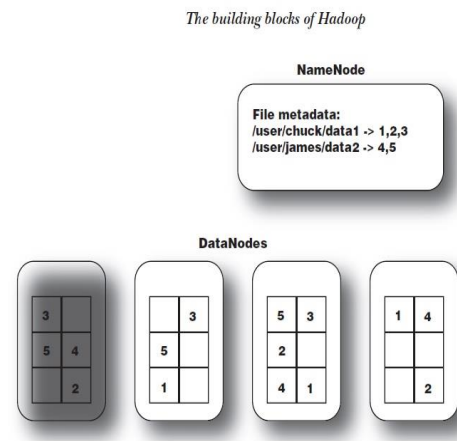 The building blocks of Hadoop
NameNode
File metadata:
/user/chuck/data1 -> 1,2,3
/user/james/data2 -> 4,5
DataNodes
3
5 4
2
3
5
1
5 3
2
4 1
1 4
2